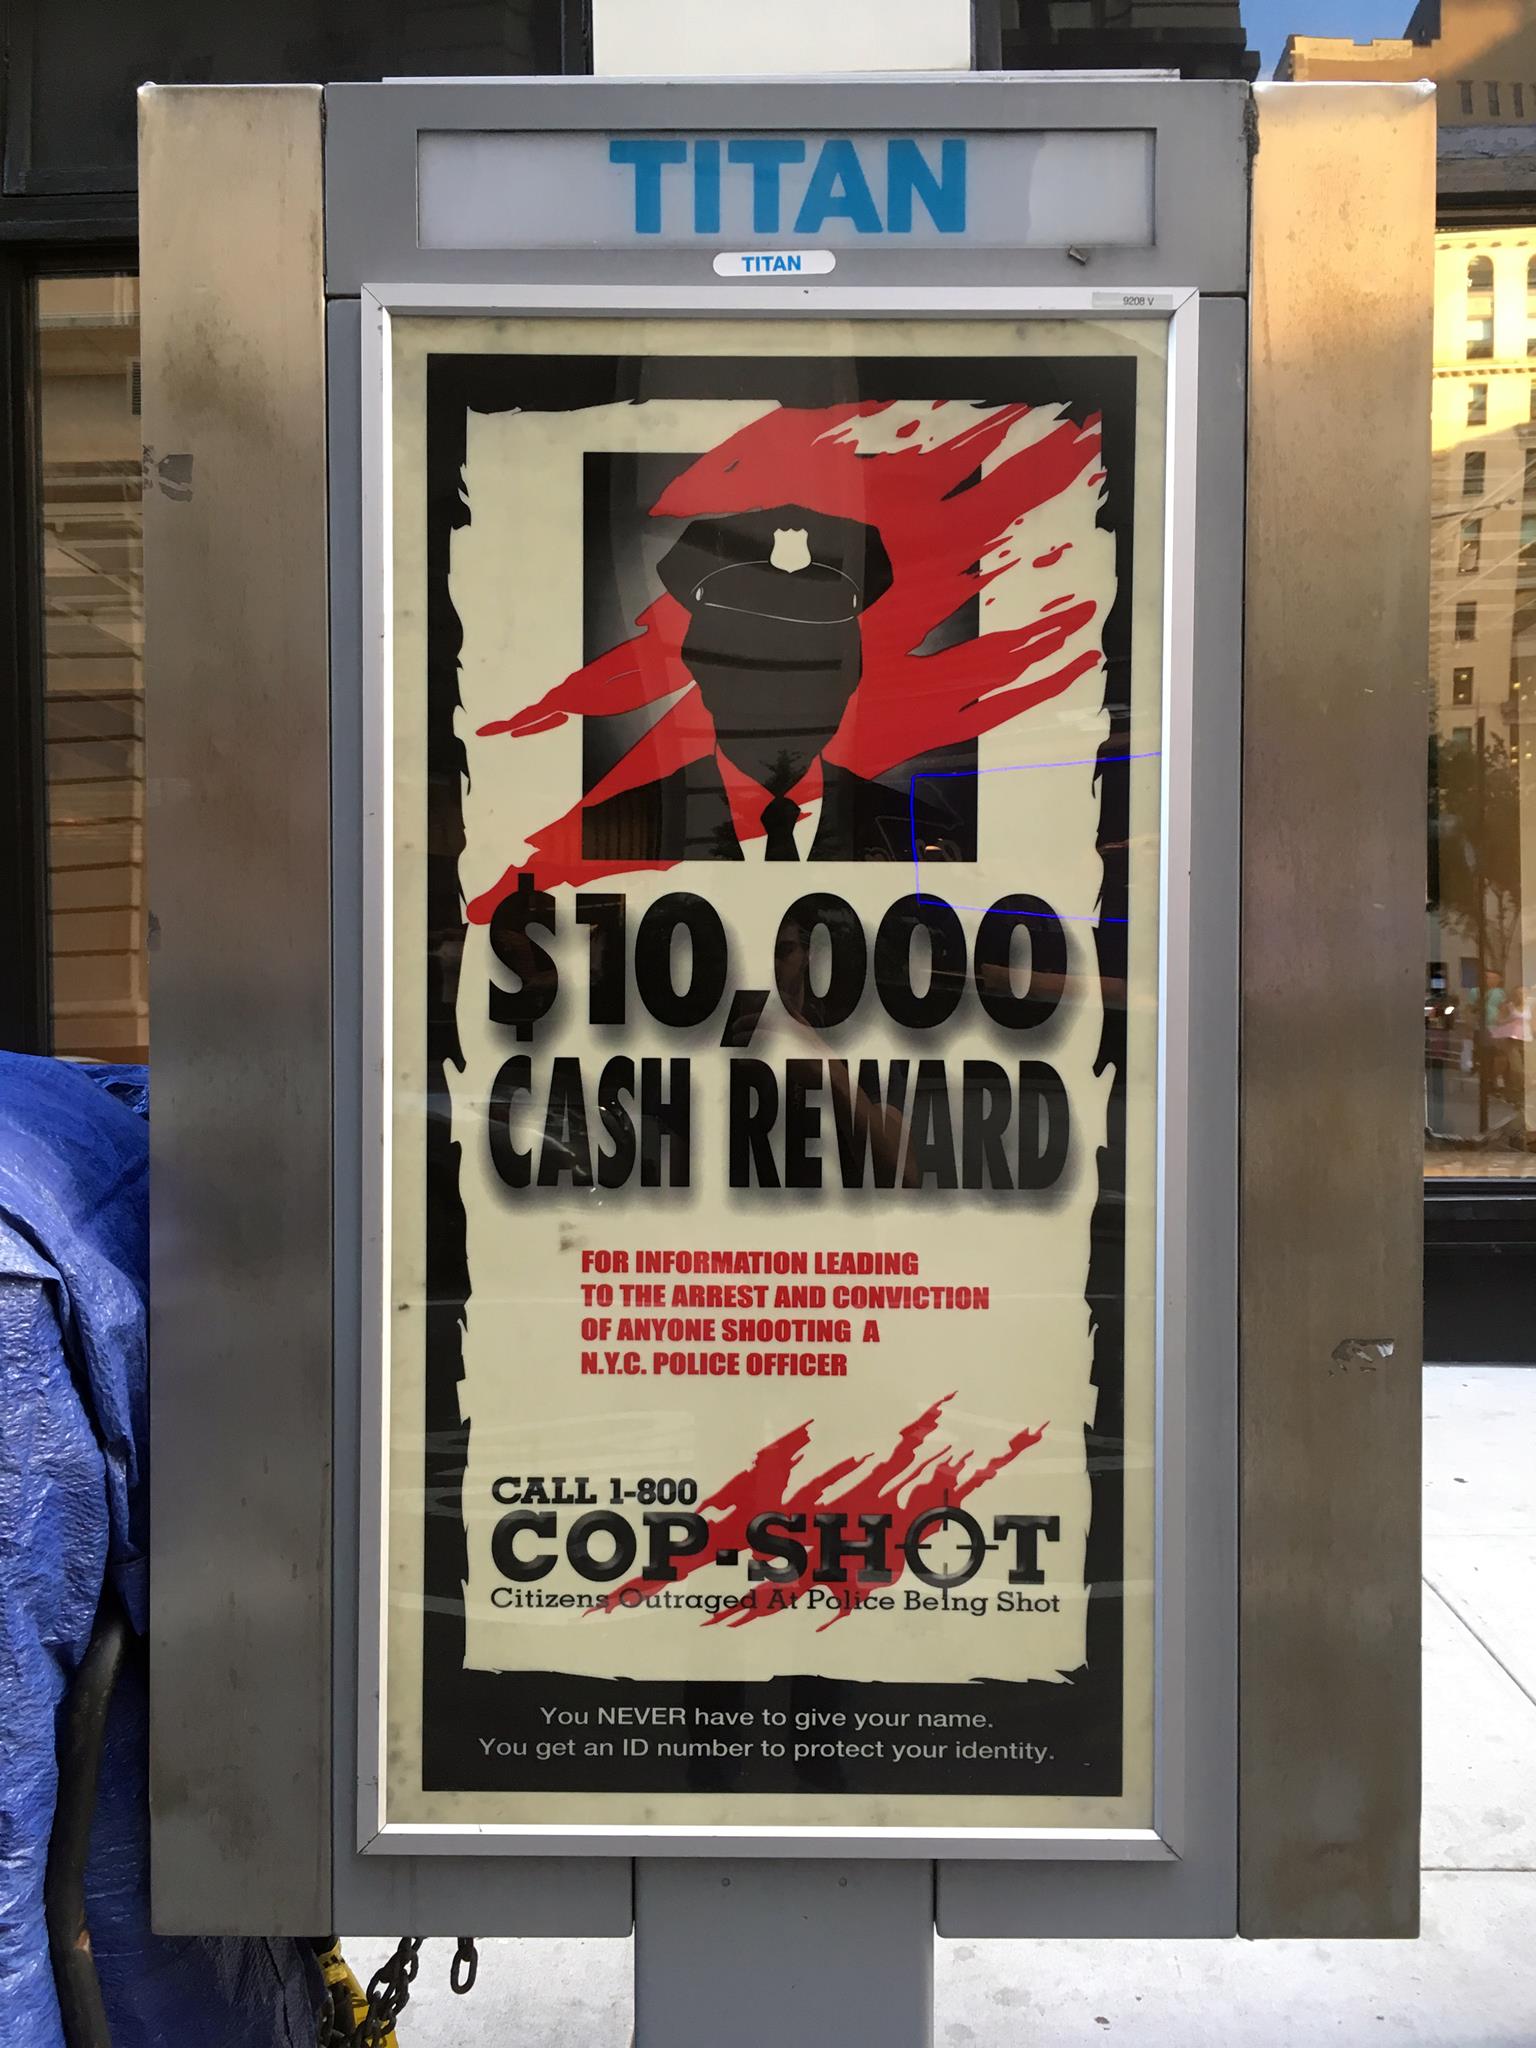 TITAN
TITAN
9208 V
$10,000
CASH REWARD
FOR INFORMATION LEADING
TO THE ARREST AND CONVICTION
OF ANYONE SHOOTING A
N.Y.C. POLICE OFFICER
CALL 1-800
COP-SHOT
Citizens Outraged At Police Being Shot
You NEVER have to give your name.
You get an ID number to protect your identity.